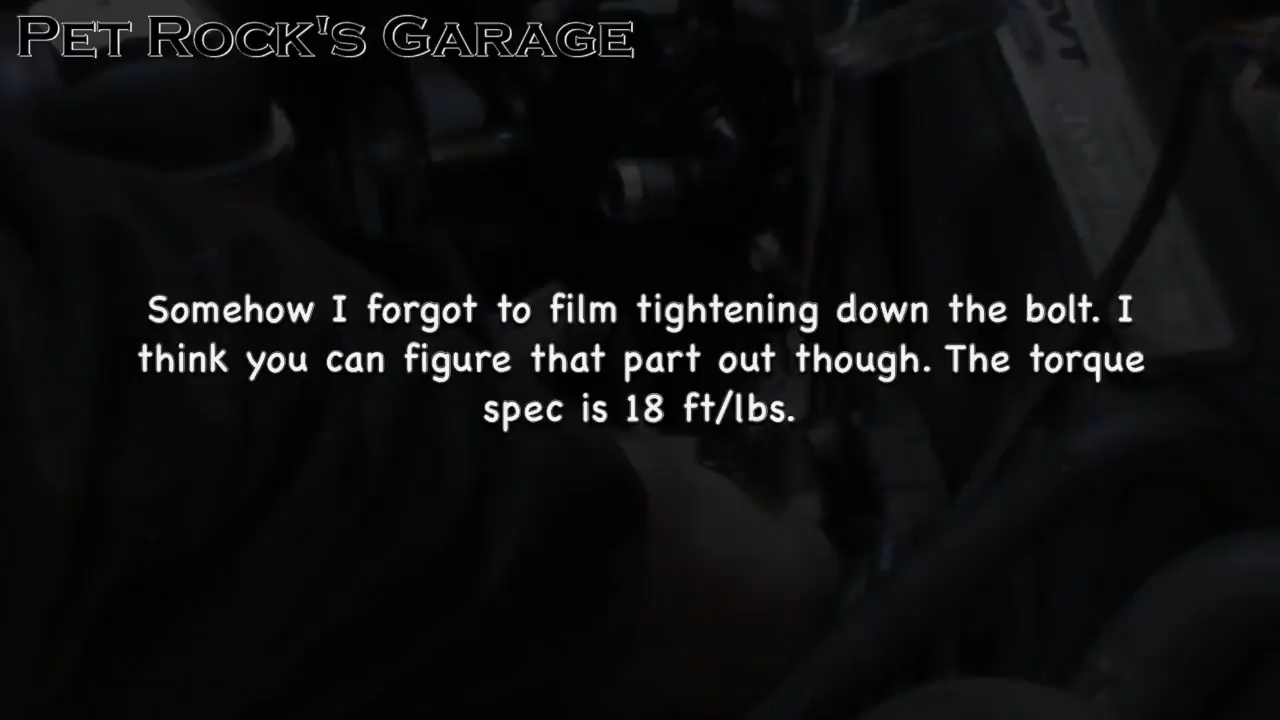 PET ROCK'S GARAGE
Somehow I forgot to film tightening down the bolt. I
think you can figure that part out though. The torque
spec is 18 ft/lbs.